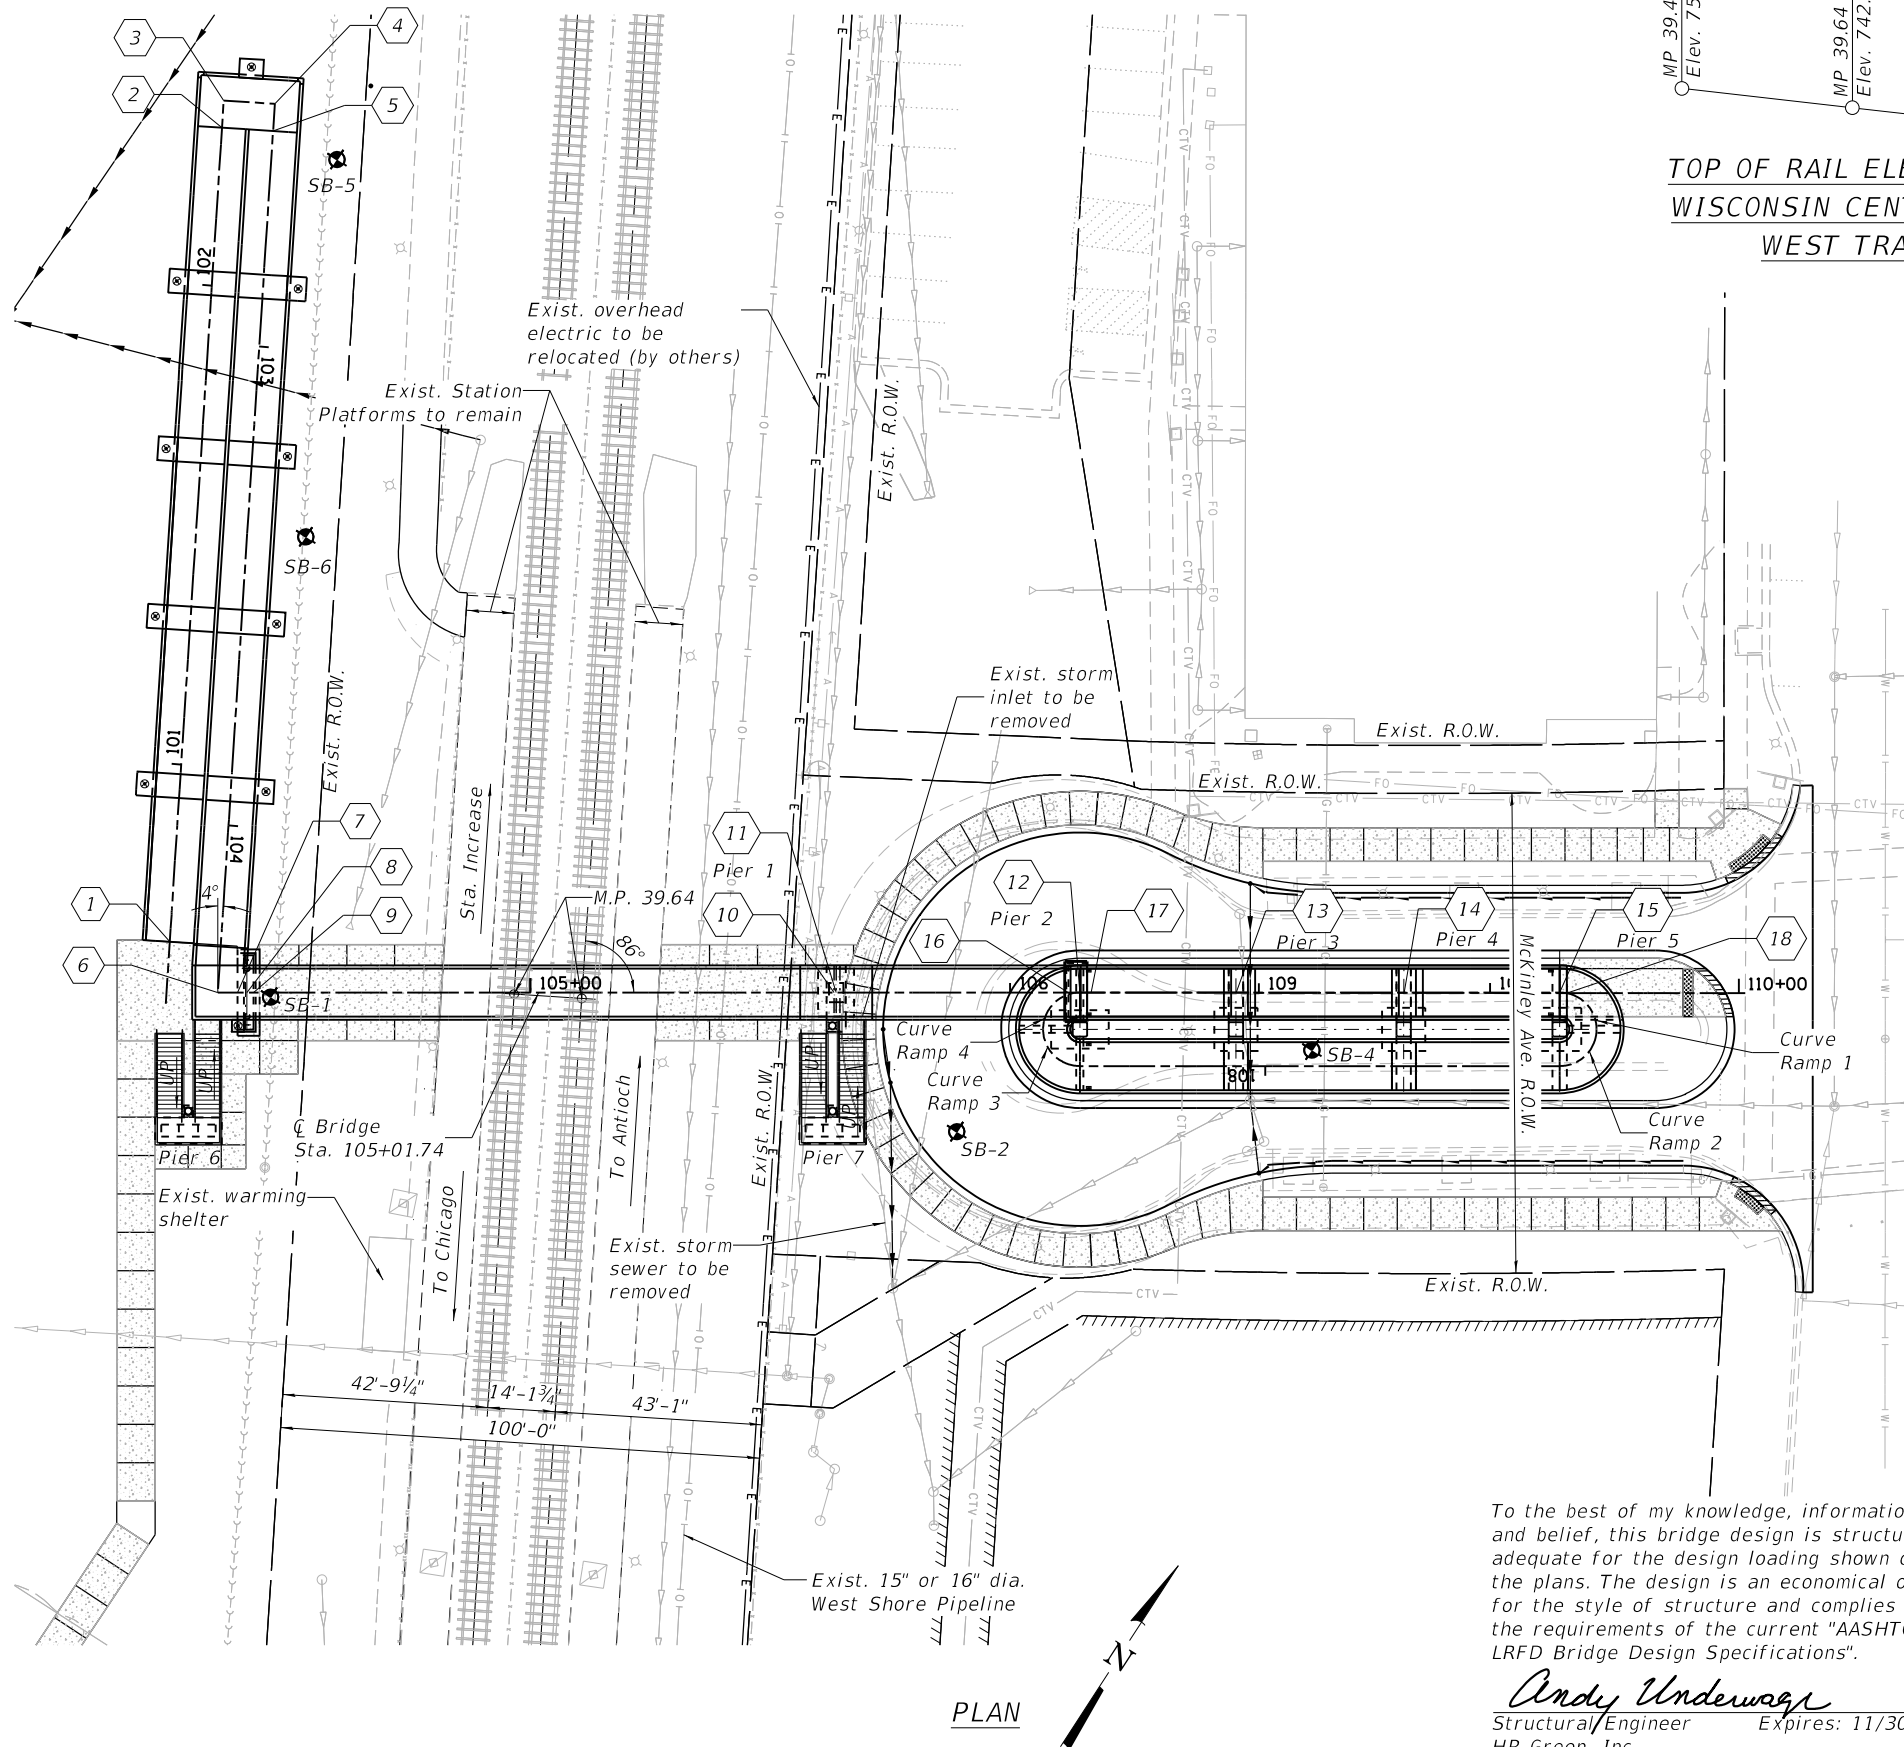 MP 39.64
Elev. 742.
TOP OF RAIL
WISCONSIN
WEST
3
4
2
5
SB-5
102
Exist. overhead
electric to be
relocated (by others)
103
Exist. Station
Platforms to remain
Exist. R.O.W.
SB-6
Exist. R.O.W.
Exist. storm
inlet to be
removed
Exist. R.O.W.
Exist. R.O.W.
101
104
Sta. Increase
7
8
9
11
Pier 1
10
12
Pier 2
17
13
Pier 3
14
Pier 4
15
Pier 5
16
18
1
4°
6
M.P. 39.64
86°
105+00
106
109
110+00
SB-1
McKinley Ave. R.O.W.
Curve
Ramp 4
Curve
Ramp 3
SB-4
108
Curve
Ramp 1
Curve
Ramp 2
UP
UP
UP
UP
SB-2
℄ Bridge
Sta. 105+01.74
To Antioch
Exist. R.O.W.
Pier 6
Pier 7
Exist. warming
shelter
To Chicago
Exist. storm
sewer to be
removed
Exist. R.O.W.
42'-9¼"
14'-1¾"
43'-1"
100'-0"
Exist. 15" or 16" dia.
West Shore Pipeline
To the best of my knowledge,
and belief, this bridge design is
adequate for the design loading shown
the plans. The design is an economical
for the style of structure and complies
the requirements of the current
LRFD Bridge Design Specifications".
Andy Underwager
Structural Engineer Expires: 11/30
HR Green, Inc.
PLAN
N
CTV
FO